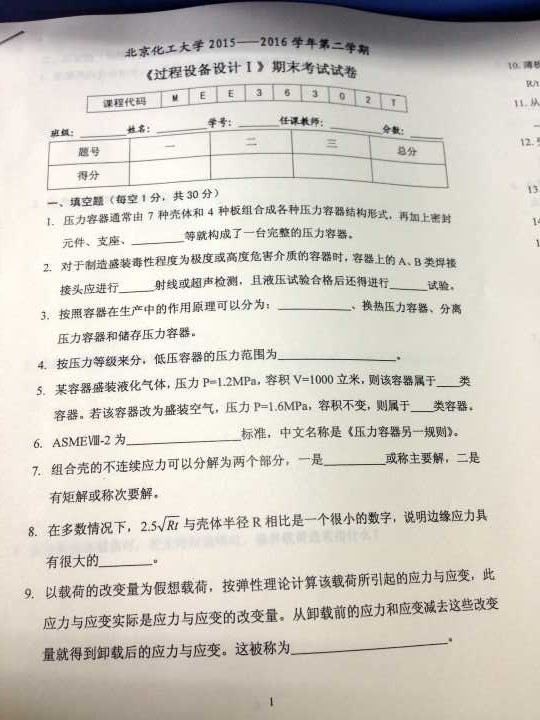 北京化工大学 2015——2016 学年第二学期
《过程设备设计 I 》期末考试试卷
课程代码 M E E 3 6 3 0 2 T
班级：________ 姓名：________ 学号：________ 任课教师：________ 分数：________
题号 一 二 三 总分
得分
一、填空题（每空 1 分，共 30 分）
1. 压力容器通常由 7 种壳体和 4 种板组合成各种压力容器结构形式，再加上密封
元件、支座、________等就构成了一台完整的压力容器。
2. 对于制造盛装毒性程度为极度或高度危害介质的容器时，容器上的 A、B 类焊接
接头应进行______射线或超声检测，且液压试验合格后还得进行______试验。
3. 按照容器在生产中的作用原理可以分为：____________、换热压力容器、分离
压力容器和储存压力容器。
4. 按压力等级来分，低压容器的压力范围为__________________。
5. 某容器盛装液化气体，压力 P=1.2MPa，容积 V=1000 立米，则该容器属于____类
容器。若该容器改为盛装空气，压力 P=1.6MPa，容积不变，则属于____类容器。
6. ASMEⅧ-2 为__________________标准，中文名称是《压力容器另一规则》。
7. 组合壳的不连续应力可以分解为两个部分，一是__________或称主要解，二是
有矩解或称次要解。
8. 在多数情况下，2.5√Rt 与壳体半径 R 相比是一个很小的数字，说明边缘应力具
有很大的________。
9. 以载荷的改变量为假想载荷，按弹性理论计算该载荷所引起的应力与应变，此
应力与应变实际是应力与应变的改变量。从卸载前的应力和应变减去这些改变
量就得到卸载后的应力与应变。这被称为________________________。
1
10. 薄
11. 从
12.
13
14